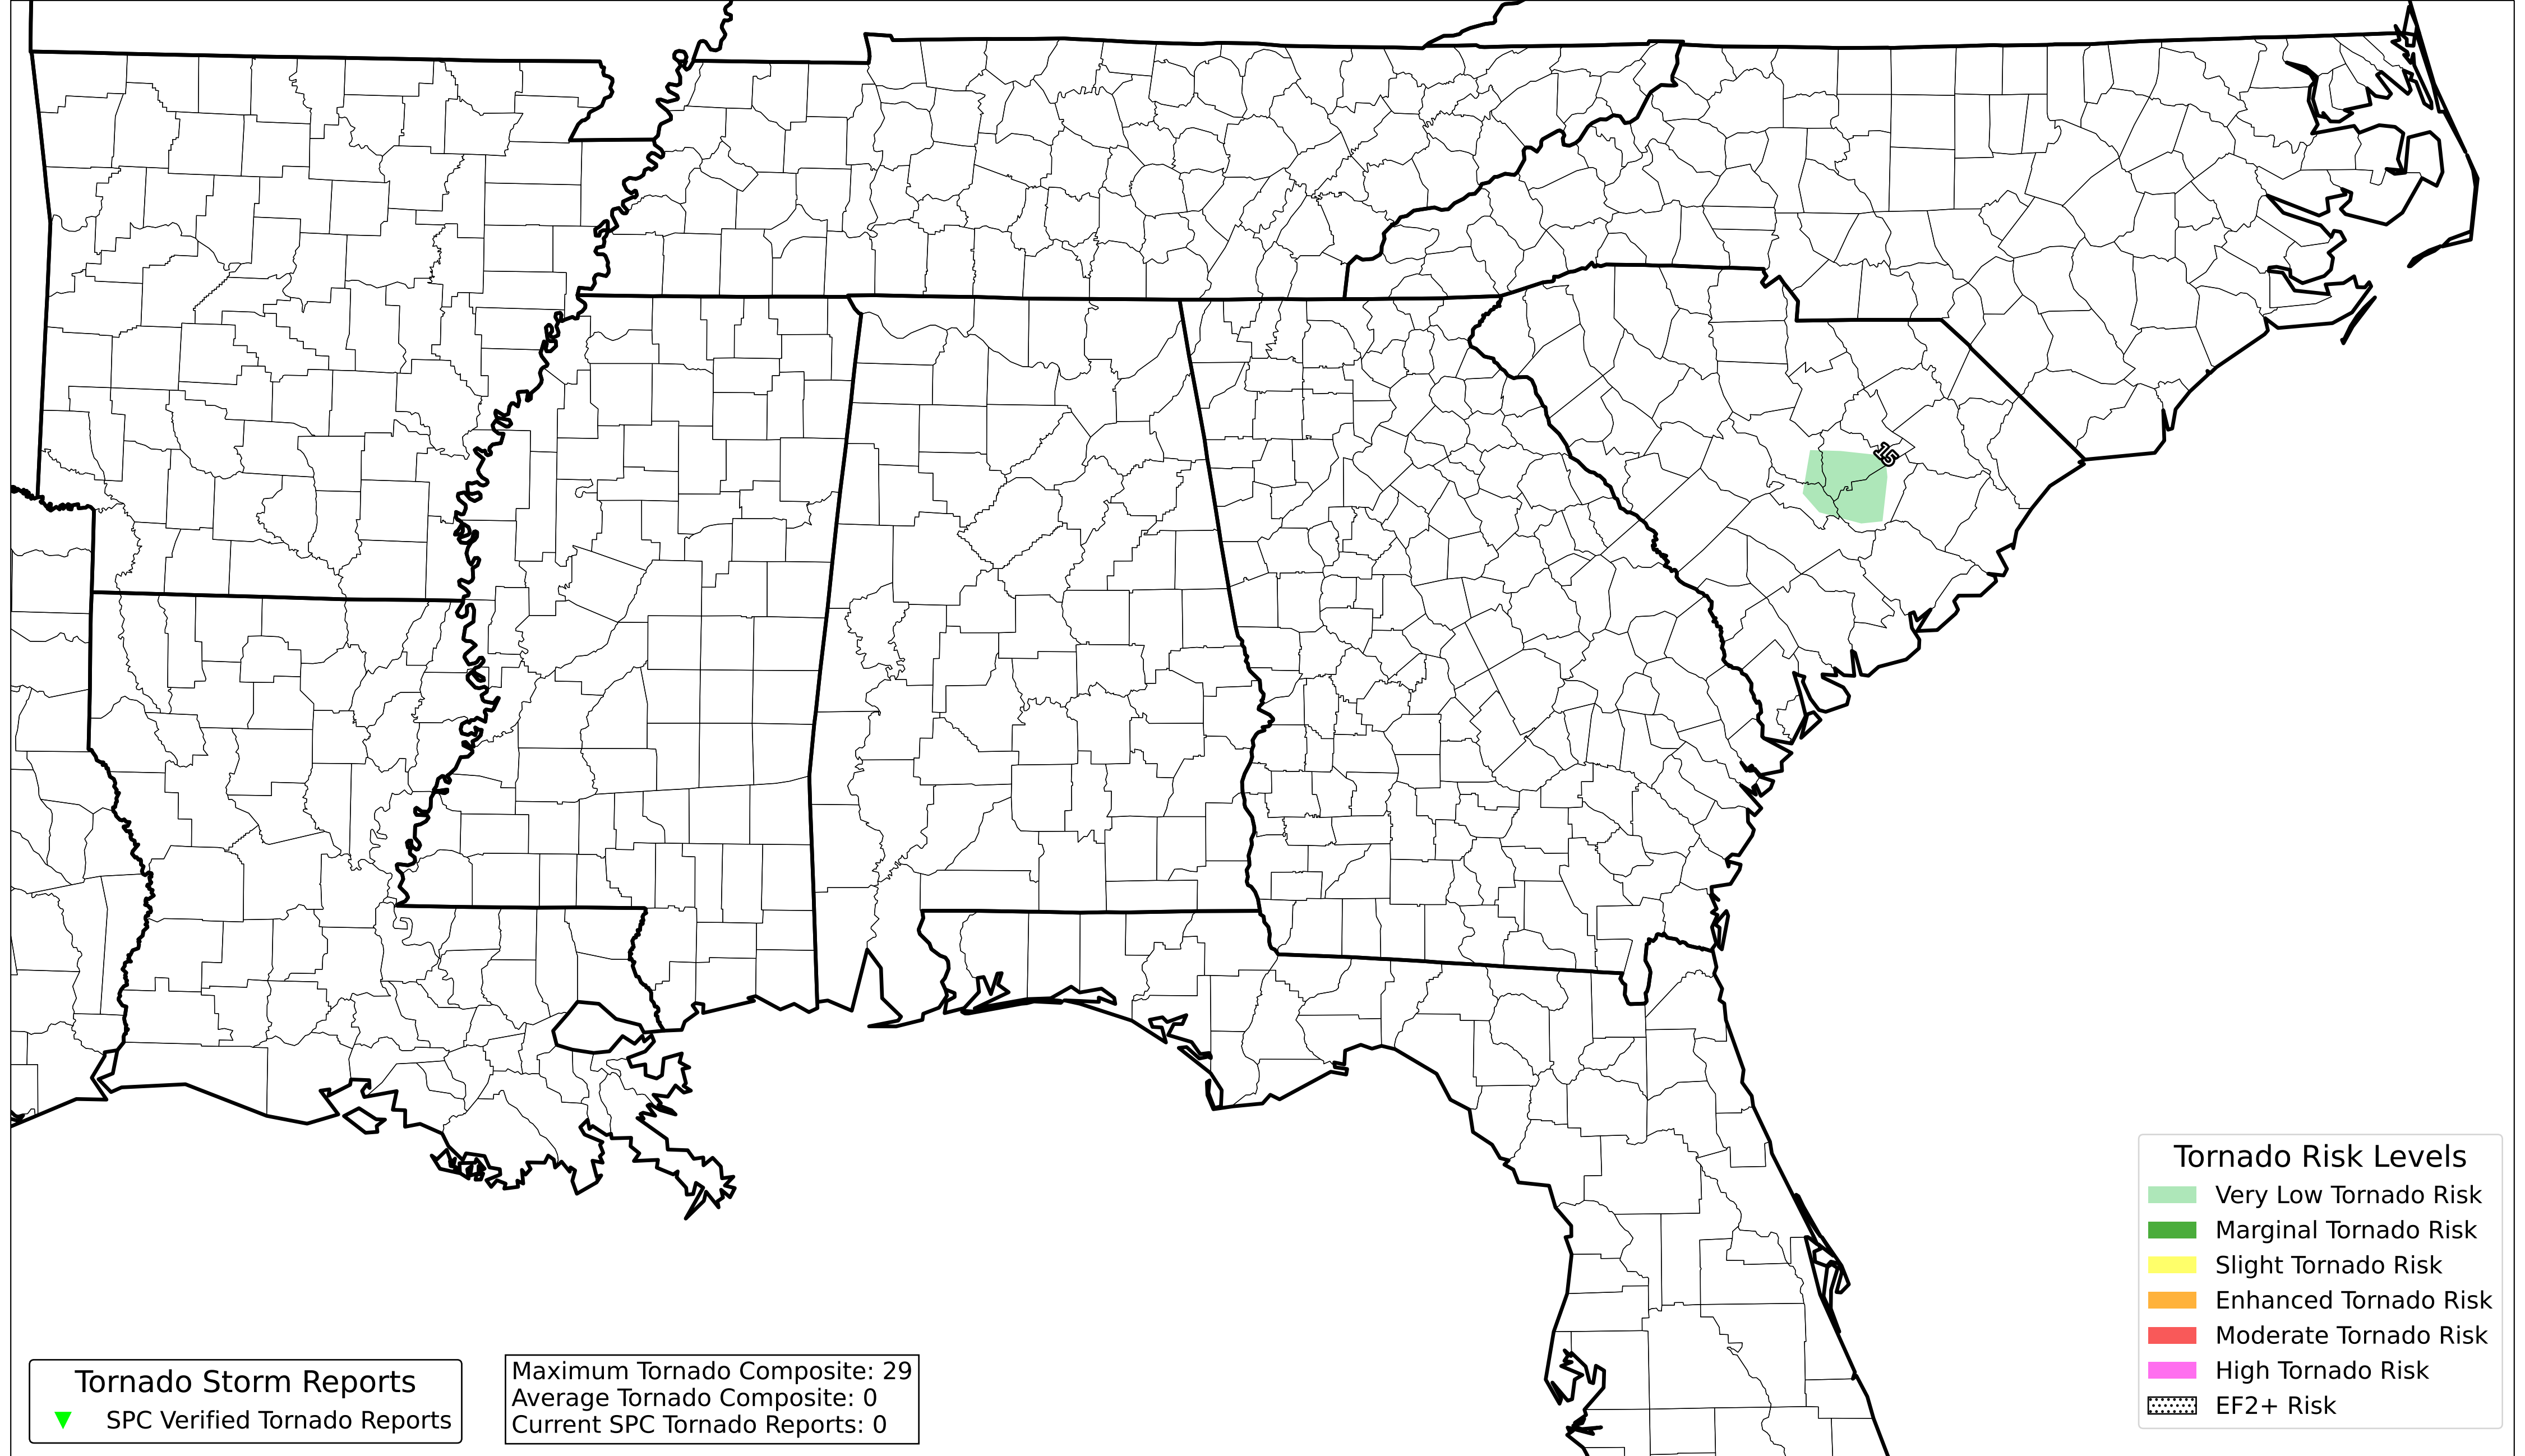 15
Tornado Risk Levels
Very Low Tornado Risk
Marginal Tornado Risk
Slight Tornado Risk
Enhanced Tornado Risk
Moderate Tornado Risk
High Tornado Risk
EF2+ Risk
Tornado Storm Reports
SPC Verified Tornado Reports
Maximum Tornado Composite: 29
Average Tornado Composite: 0
Current SPC Tornado Reports: 0